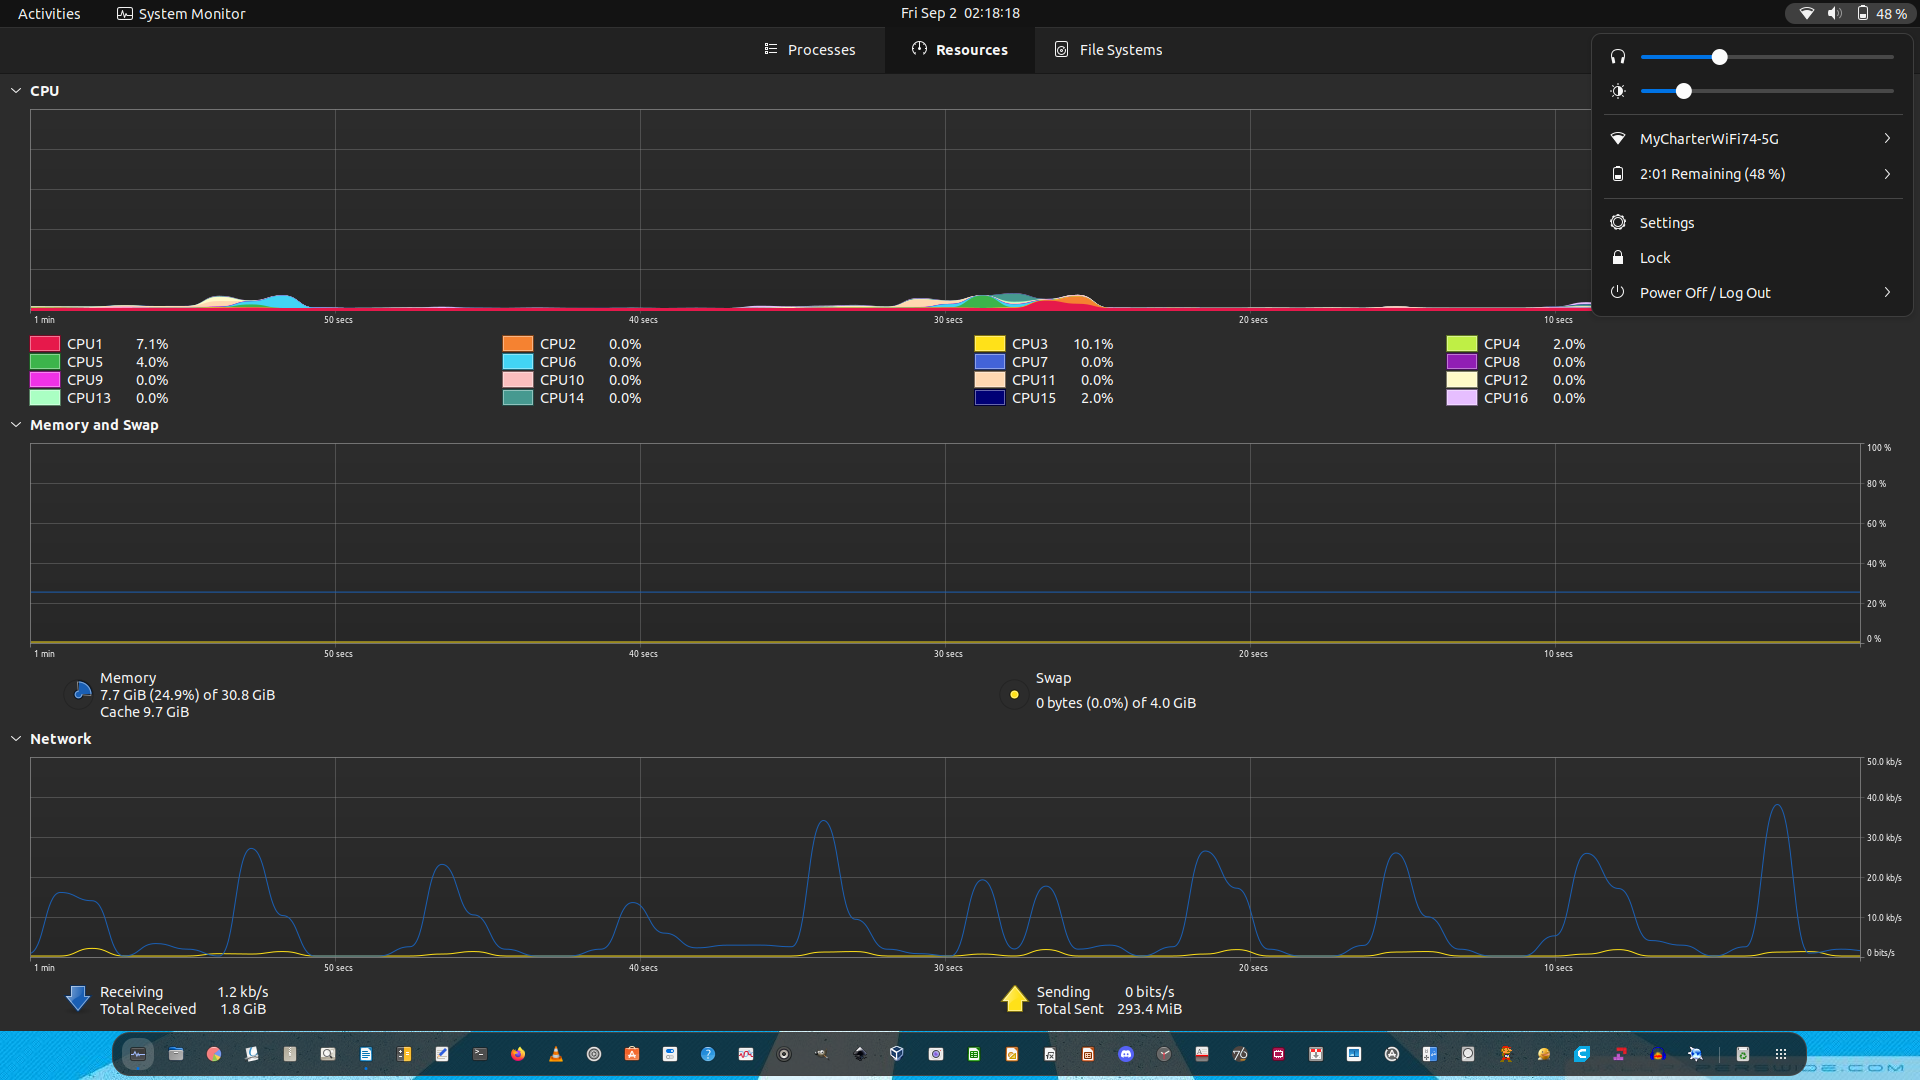 Activities
System Monitor
Fri Sep 2 02:18:18
48 %
Processes
Resources
File Systems
CPU
MyCharterWiFi74-5G
2:01 Remaining (48 %)
Settings
Lock
Power Off / Log Out
1 min
50 secs
40 secs
30 secs
20 secs
10 secs
CPU1 7.1%
CPU2 0.0%
CPU3 10.1%
CPU4 2.0%
CPU5 4.0%
CPU6 0.0%
CPU7 0.0%
CPU8 0.0%
CPU9 0.0%
CPU10 0.0%
CPU11 0.0%
CPU12 0.0%
CPU13 0.0%
CPU14 0.0%
CPU15 2.0%
CPU16 0.0%
Memory and Swap
100 %
80 %
60 %
40 %
20 %
0 %
1 min
50 secs
40 secs
30 secs
20 secs
10 secs
Memory
7.7 GiB (24.9%) of 30.8 GiB
Cache 9.7 GiB
Swap
0 bytes (0.0%) of 4.0 GiB
Network
50.0 kb/s
40.0 kb/s
30.0 kb/s
20.0 kb/s
10.0 kb/s
0 bits/s
1 min
50 secs
40 secs
30 secs
20 secs
10 secs
Receiving 1.2 kb/s
Total Received 1.8 GiB
Sending 0 bits/s
Total Sent 293.4 MiB